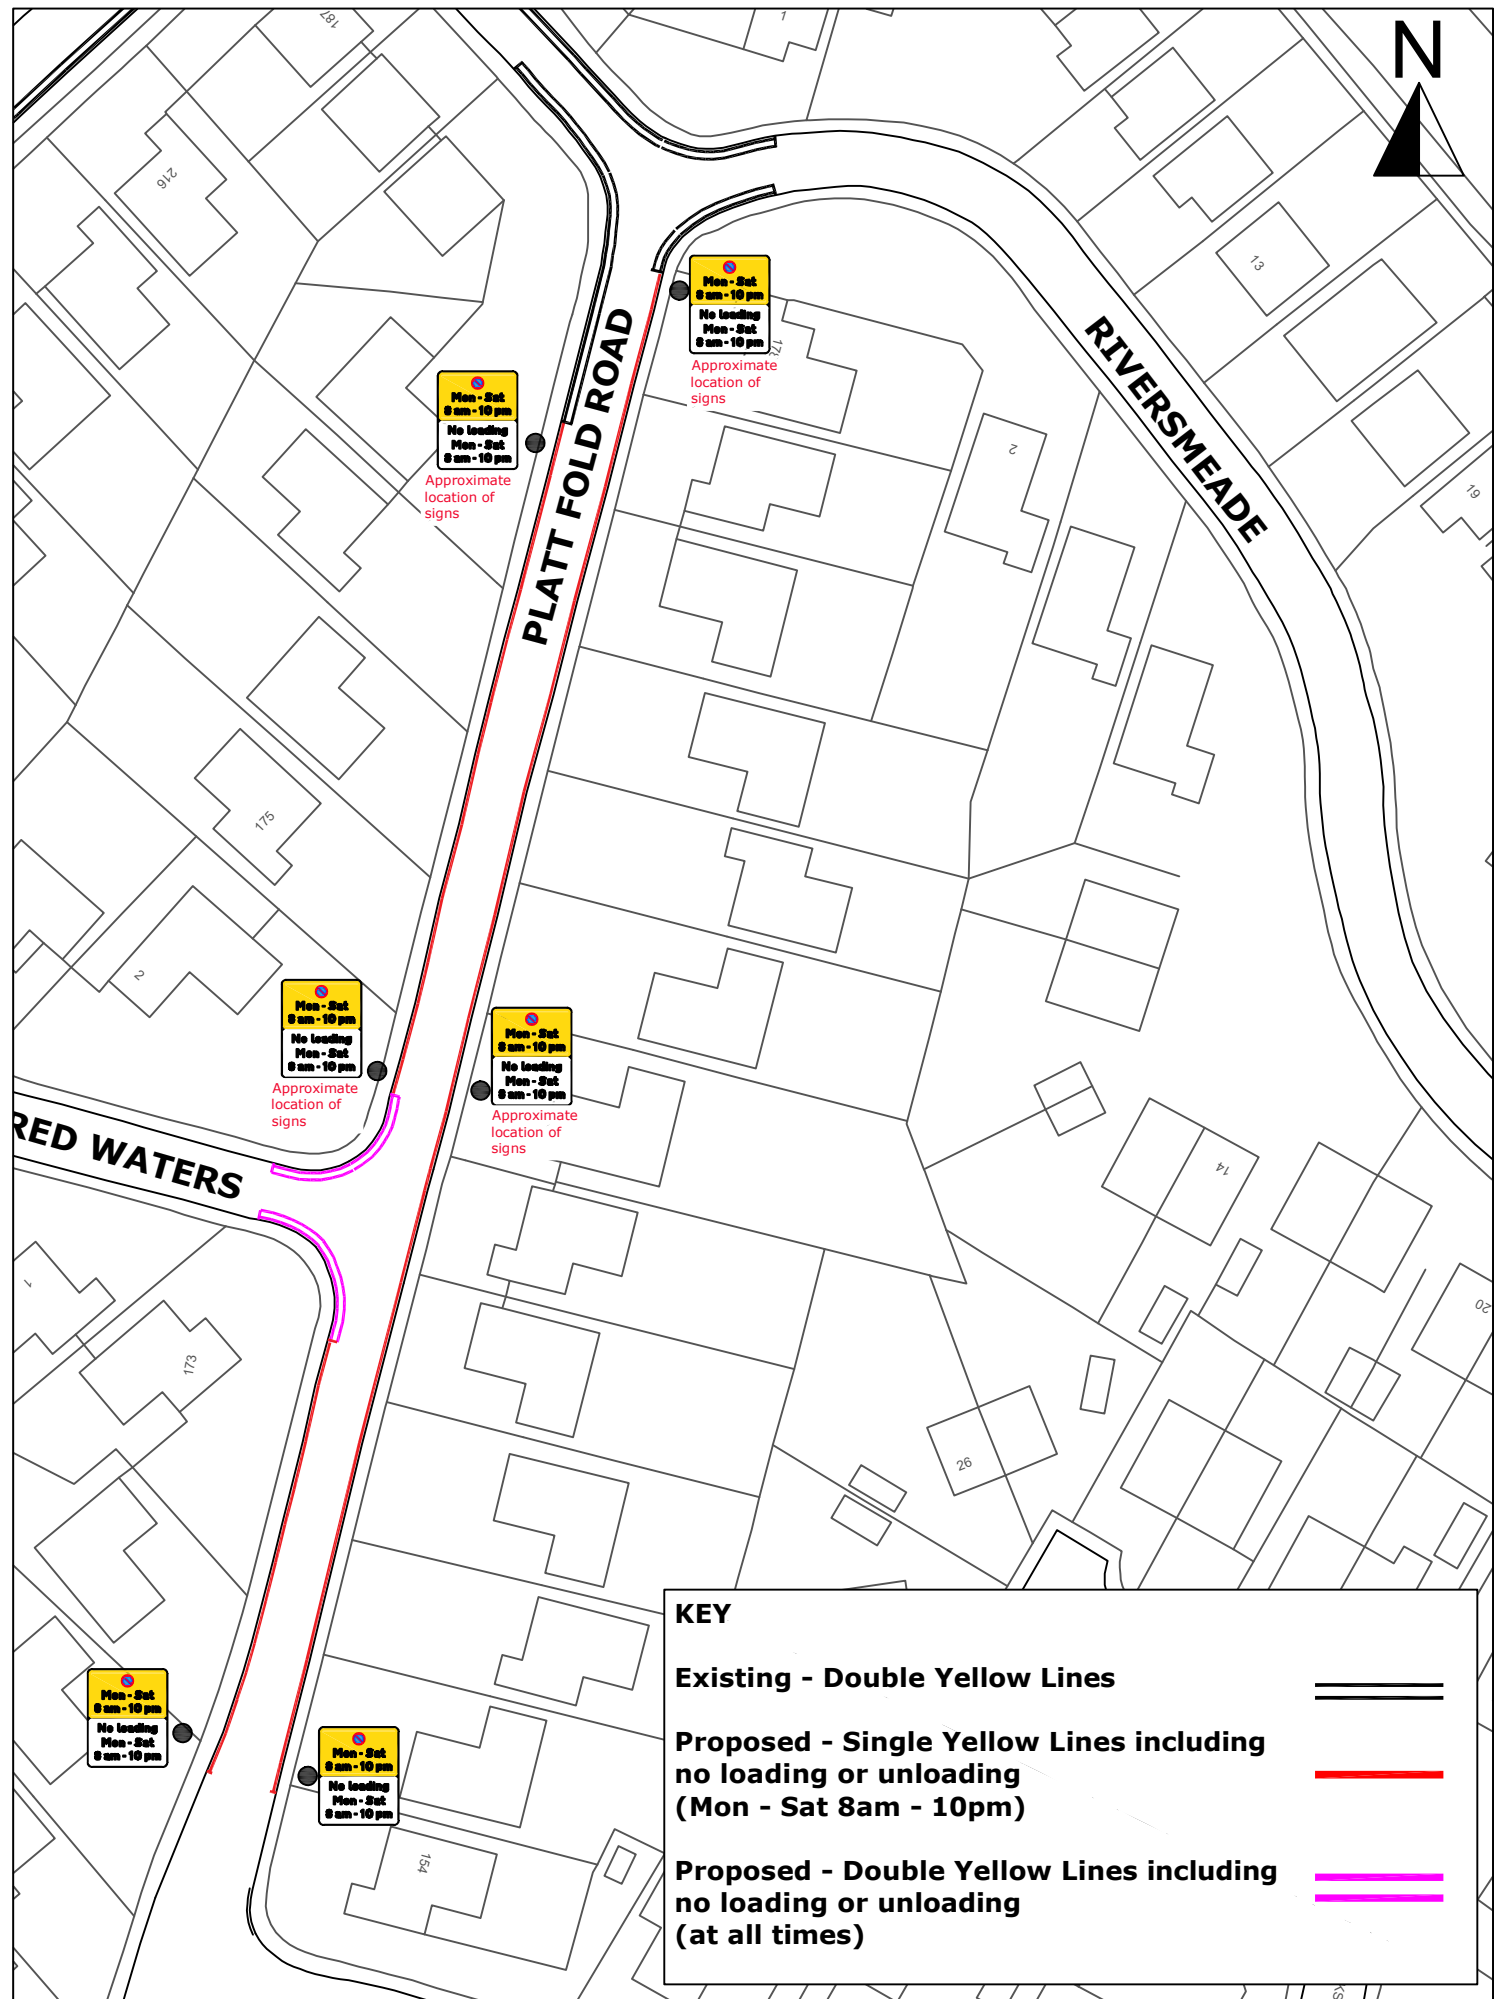 187
1
N
216
13
Mon - Sat
8 am - 10 pm
No loading
Mon - Sat
8 am - 10 pm
Approximate
location of
signs
PLATT FOLD ROAD
RIVERSMEADE
Mon - Sat
8 am - 10 pm
No loading
Mon - Sat
8 am - 10 pm
Approximate
location of
signs
2
19
175
2
Mon - Sat
8 am - 10 pm
No loading
Mon - Sat
8 am - 10 pm
Approximate
location of
signs
Mon - Sat
8 am - 10 pm
No loading
Mon - Sat
8 am - 10 pm
Approximate
location of
signs
RED WATERS
14
1
20
173
26
Mon - Sat
8 am - 10 pm
No loading
Mon - Sat
8 am - 10 pm
Mon - Sat
8 am - 10 pm
No loading
Mon - Sat
8 am - 10 pm
154
KEY
Existing - Double Yellow Lines
Proposed - Single Yellow Lines including
no loading or unloading
(Mon - Sat 8am - 10pm)
Proposed - Double Yellow Lines including
no loading or unloading
(at all times)